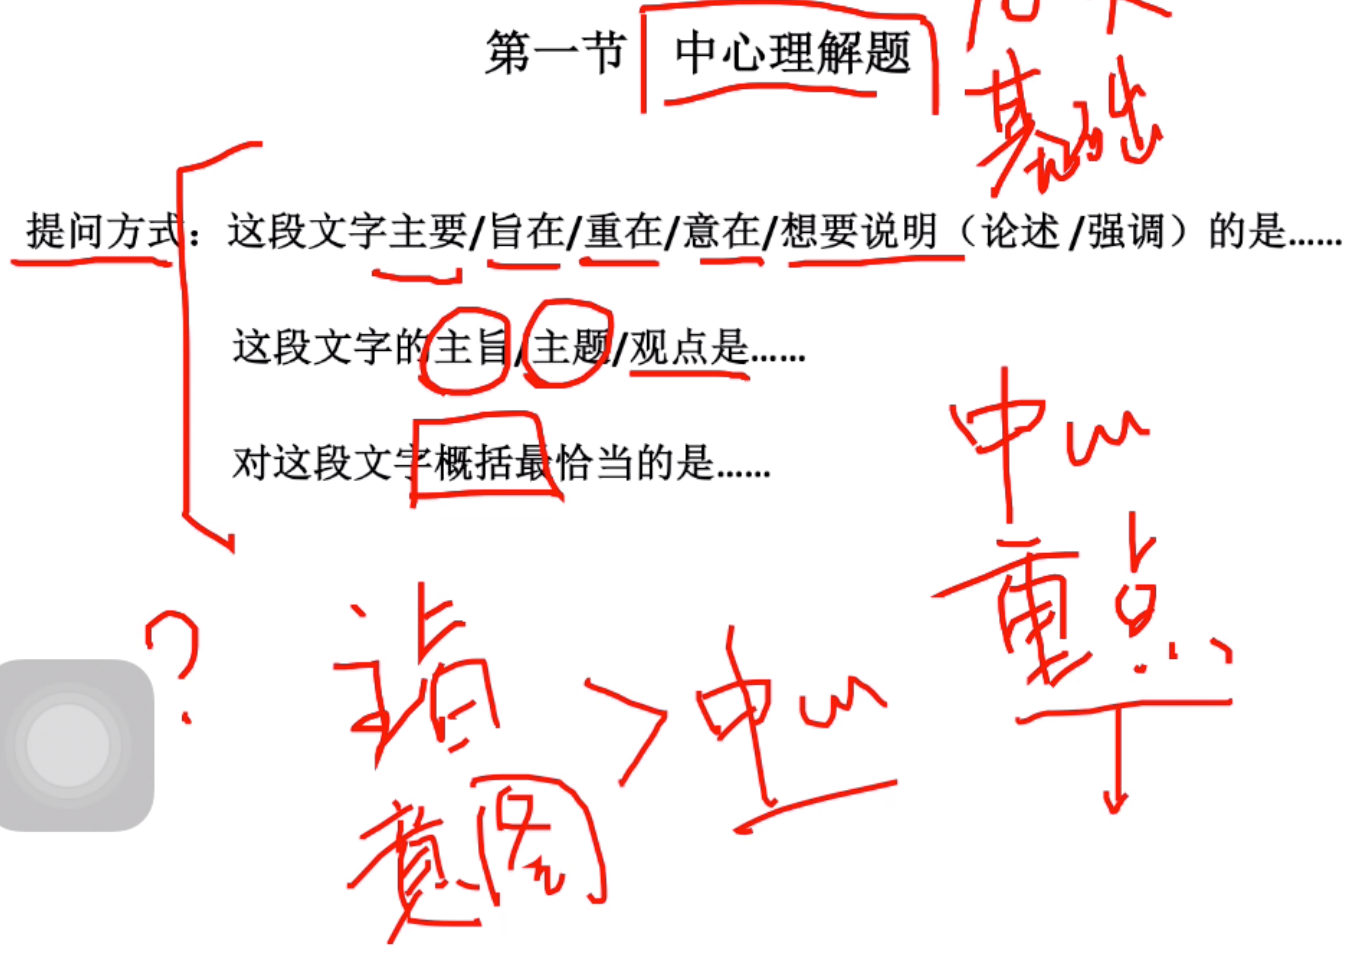 第一节 中心理解题
基础
提问方式：这段文字主要/旨在/重在/意在/想要说明（论述/强调）的是……
这段文字的主旨/主题/观点是……
对这段文字概括最恰当的是……
中心
重点
？
>中心
意图